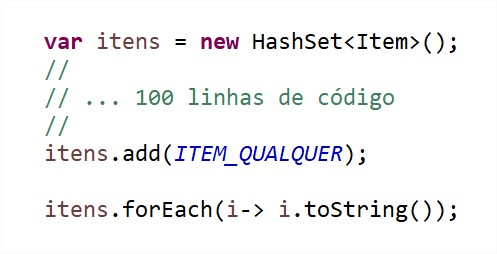 var itens = new HashSet<Item>();
//
// ... 100 linhas de código
//
itens.add(ITEM_QUALQUER);
itens.forEach(i-> i.toString());